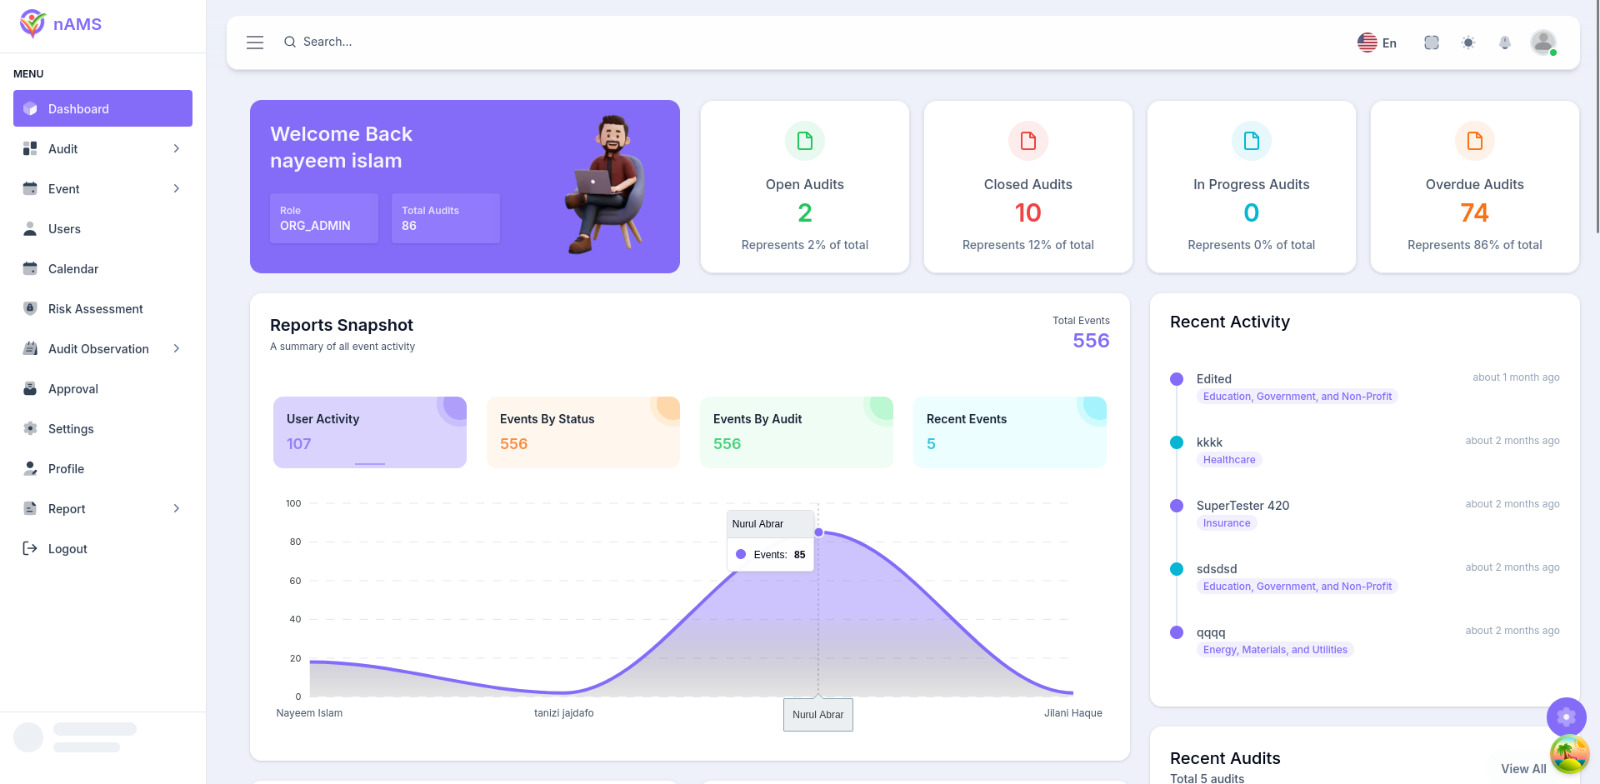 nAMS
MENU
Dashboard
Audit
Event
Users
Calendar
Risk Assessment
Audit Observation
Approval
Settings
Profile
Report
Logout
Search...
En
Welcome Back
nayeem islam
Role
ORG_ADMIN
Total Audits
86
Open Audits
2
Represents 2% of total
Closed Audits
10
Represents 12% of total
In Progress Audits
0
Represents 0% of total
Overdue Audits
74
Represents 86% of total
Reports Snapshot
A summary of all event activity
Total Events
556
User Activity
107
Events By Status
556
Events By Audit
556
Recent Events
5
100
80
60
40
20
0
Nurul Abrar
Events: 85
Nayeem Islam
tanizi jajdafo
Nurul Abrar
Jilani Haque
Recent Activity
Edited
about 1 month ago
Education, Government, and Non-Profit
kkkk
about 2 months ago
Healthcare
SuperTester 420
about 2 months ago
Insurance
sdsdsd
about 2 months ago
Education, Government, and Non-Profit
qqqq
about 2 months ago
Energy, Materials, and Utilities
Recent Audits
Total 5 audits
View All